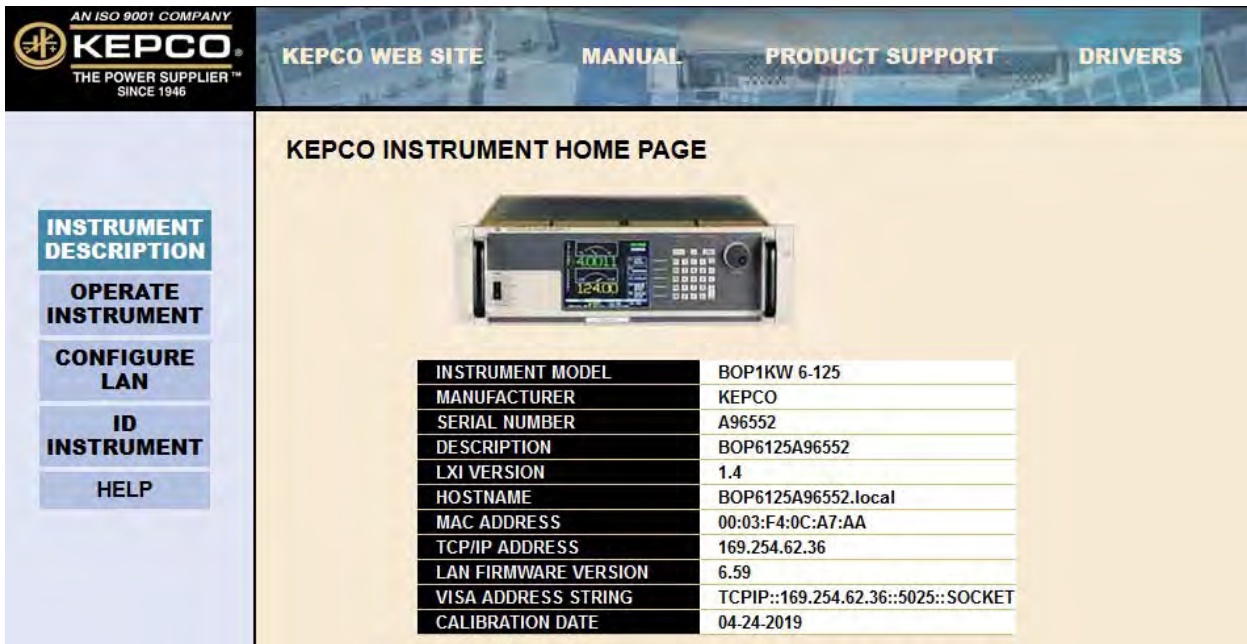 AN ISO 9001 COMPANY
KEPCO®
THE POWER SUPPLIER™
SINCE 1946
KEPCO WEB SITE MANUAL PRODUCT SUPPORT DRIVERS
KEPCO INSTRUMENT HOME PAGE
INSTRUMENT
DESCRIPTION
OPERATE
INSTRUMENT
CONFIGURE
LAN
ID
INSTRUMENT
HELP
4.0011
124.00
INSTRUMENT MODEL BOP1KW 6-125
MANUFACTURER KEPCO
SERIAL NUMBER A96552
DESCRIPTION BOP6125A96552
LXI VERSION 1.4
HOSTNAME BOP6125A96552.local
MAC ADDRESS 00:03:F4:0C:A7:AA
TCP/IP ADDRESS 169.254.62.36
LAN FIRMWARE VERSION 6.59
VISA ADDRESS STRING TCPIP::169.254.62.36::5025::SOCKET
CALIBRATION DATE 04-24-2019